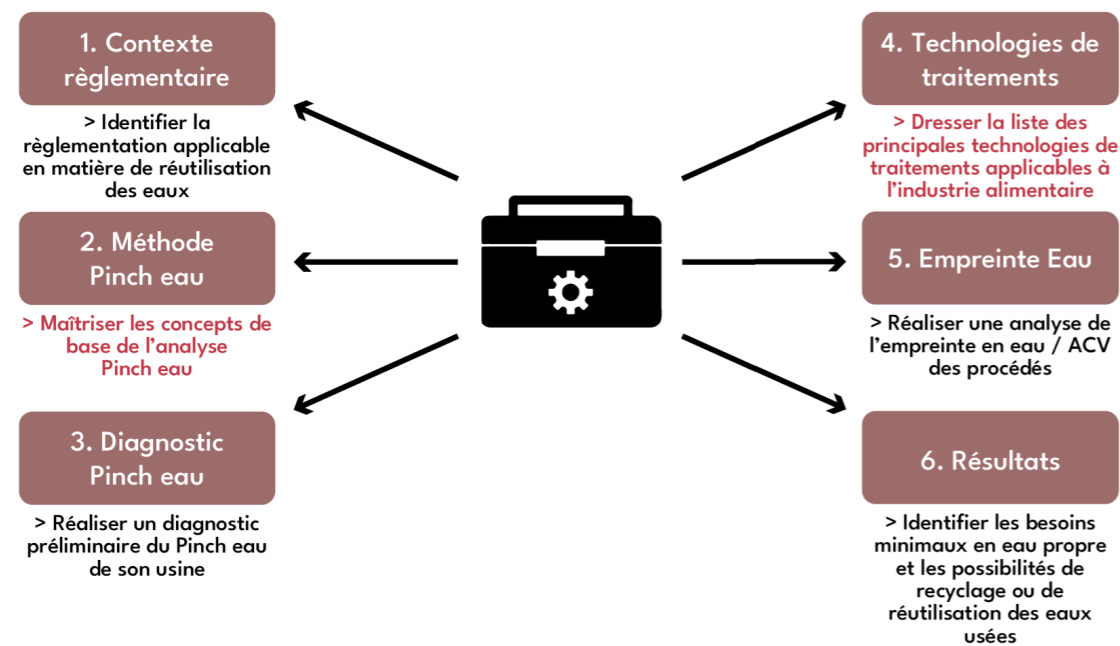 1. Contexte
règlementaire
> Identifier la
règlementation applicable
en matière de réutilisation
des eaux
2. Méthode
Pinch eau
> Maîtriser les concepts de
base de l'analyse
Pinch eau
3. Diagnostic
Pinch eau
> Réaliser un diagnostic
préliminaire du Pinch eau
de son usine
4. Technologies de
traitements
> Dresser la liste des
principales technologies de
traitements applicables à
l'industrie alimentaire
5. Empreinte Eau
> Réaliser une analyse de
l'empreinte en eau / ACV
des procédés
6. Résultats
> Identifier les besoins
minimaux en eau propre
et les possibilités de
recyclage ou de
réutilisation des eaux
usées